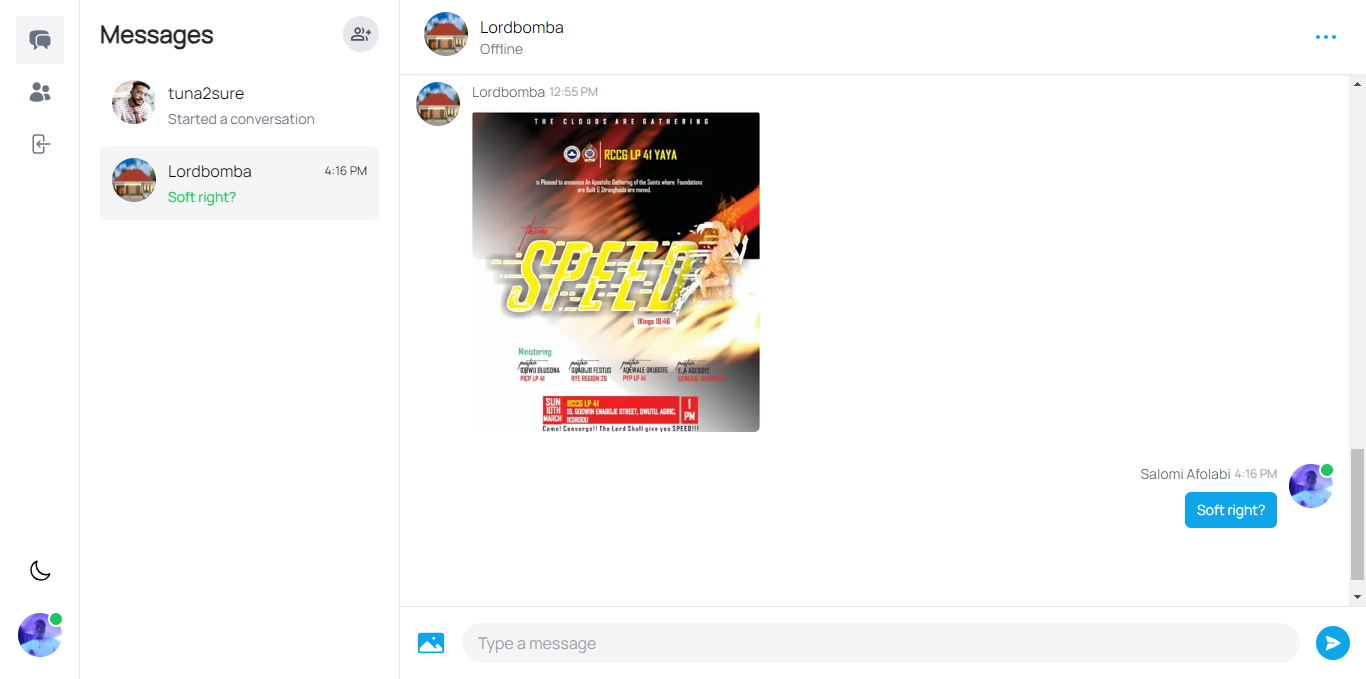 Messages
tuna2sure
Started a conversation
Lordbomba
4:16 PM
Soft right?
Lordbomba
Offline
Lordbomba 12:55 PM
THE CLOUDS ARE GATHERING
RCCG LP 41 YAYA
is Pleased to announce An Apostolic Gathering of the Saints where Foundations
are Built & Strongholds are moved.
theme
SPEED
1Kings 18:46
Ministering:
pastor
IDOWU OLUSONA
PICP LP 41
pastor
GBABIJO FESTUS
RYE REGION 26
pastor
ADEWALE OKUBOTE
PYP LP 41
pastor
E.A ADEBOYE
GENERAL OVERSEER
SUN
10TH
MARCH
RCCG LP 41
10, GODWIN EMABOJE STREET, OWUTU, AGRIC,
IKORODU
1
PM
Come! Converge!! The Lord Shall give you SPEED!!!
Salomi Afolabi 4:16 PM
Soft right?
Type a message